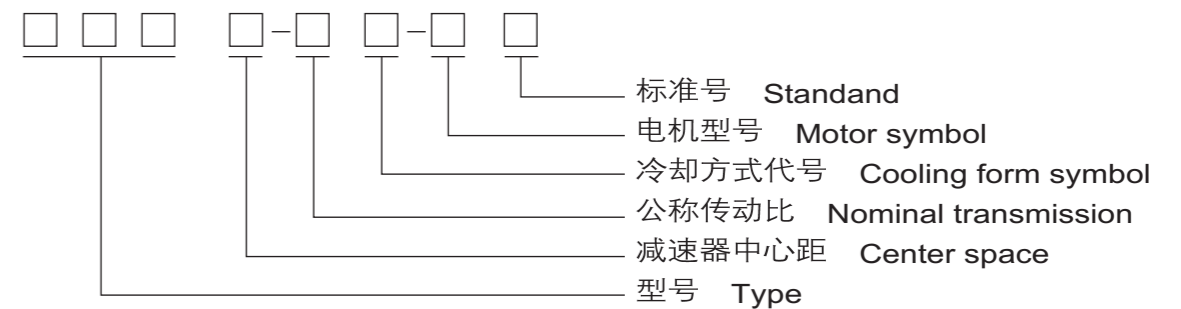 □ □ □ □-□ □-□ □
标准号 Standand
电机型号 Motor symbol
冷却方式代号 Cooling form symbol
公称传动比 Nominal transmission
减速器中心距 Center space
型号 Type